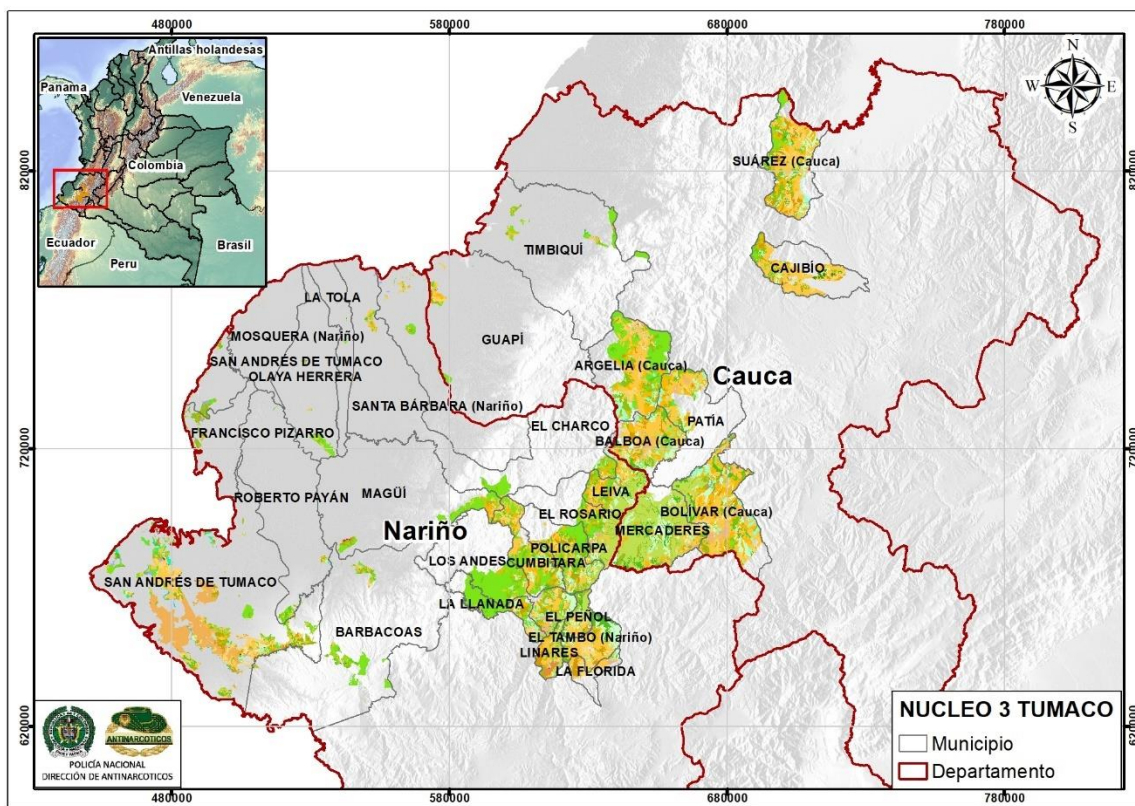 480000
580000
680000
780000
Antillas holandesas
Panama
Venezuela
Colombia
Ecuador
Peru
Brasil
N
W
E
S
820000
820000
SUÁREZ (Cauca)
TIMBIQUÍ
CAJIBÍO
LA TOLA
MOSQUERA (Nariño)
GUAPÍ
SAN ANDRÉS DE TUMACO
ARGELIA (Cauca)
OLAYA HERRERA
Cauca
SANTA BÁRBARA (Nariño)
EL CHARCO
PATÍA
FRANCISCO PIZARRO
BALBOA (Cauca)
720000
720000
ROBERTO PAYÁN
MAGÜÍ
LEIVA
EL ROSARIO
BOLÍVAR (Cauca)
Nariño
MERCADERES
POLICARPA
LOS ANDES
CUMBITARA
SAN ANDRÉS DE TUMACO
LA LLANADA
EL PEÑOL
BARBACOAS
EL TAMBO (Nariño)
LINARES
LA FLORIDA
620000
620000
ANTINARCOTICOS
POLICÍA NACIONAL
DIRECCIÓN DE ANTINARCOTICOS
NUCLEO 3 TUMACO
Municipio
Departamento
480000
580000
680000
780000